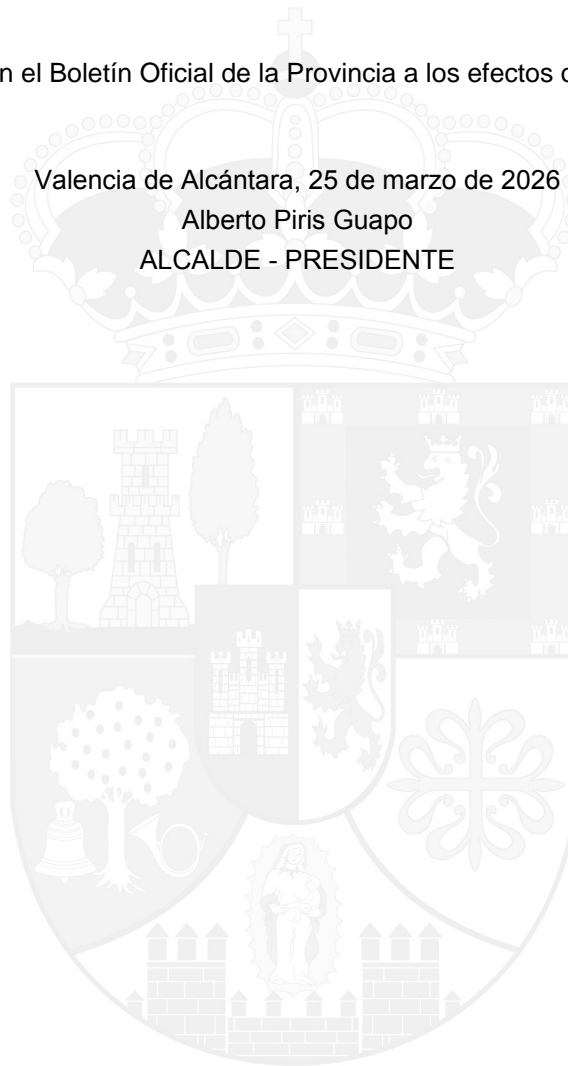 n el Boletín Oficial de la Provincia a los efectos
Valencia de Alcántara, 25 de marzo de 2026
Alberto Piris Guapo
ALCALDE - PRESIDENTE